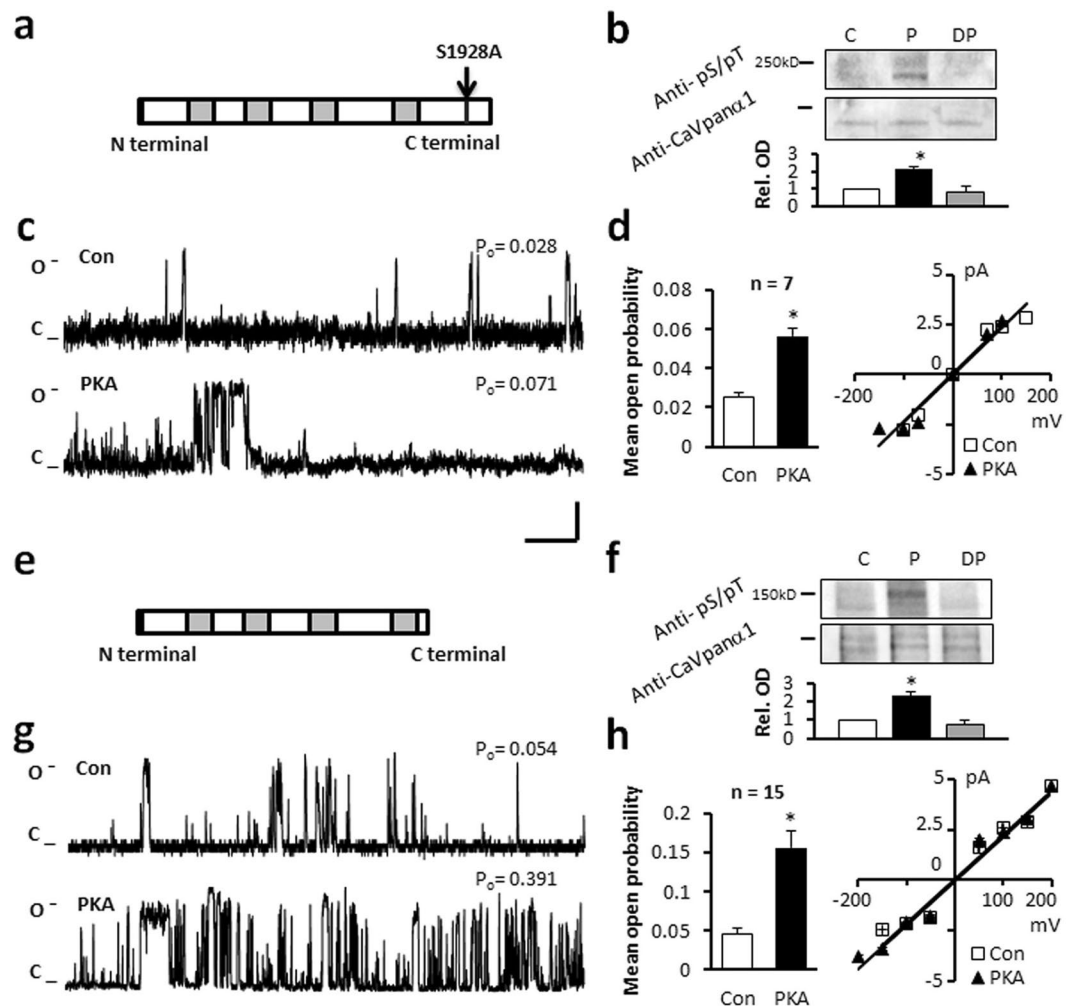 a
S1928A
N terminal
C terminal
b
C P DP
Anti- pS/pT
250kD
Anti-CaVpanα1
Rel. OD
3
2
1
0
*
c
Con
Po= 0.028
O
C
PKA
Po= 0.071
O
C
d
Mean open probability
n = 7
0.08
0.06
0.04
0.02
0
*
Con PKA
5
pA
2.5
0
-200
100 200
mV
-5
Con
PKA
e
N terminal
C terminal
f
C P DP
Anti- pS/pT
150kD
Anti-CaVpanα1
Rel. OD
3
2
1
0
*
g
Con
Po= 0.054
O
C
PKA
Po= 0.391
O
C
h
Mean open probability
n = 15
0.2
0.15
0.1
0.05
0
*
Con PKA
5
pA
2.5
0
-200
100 200
mV
-5
Con
PKA